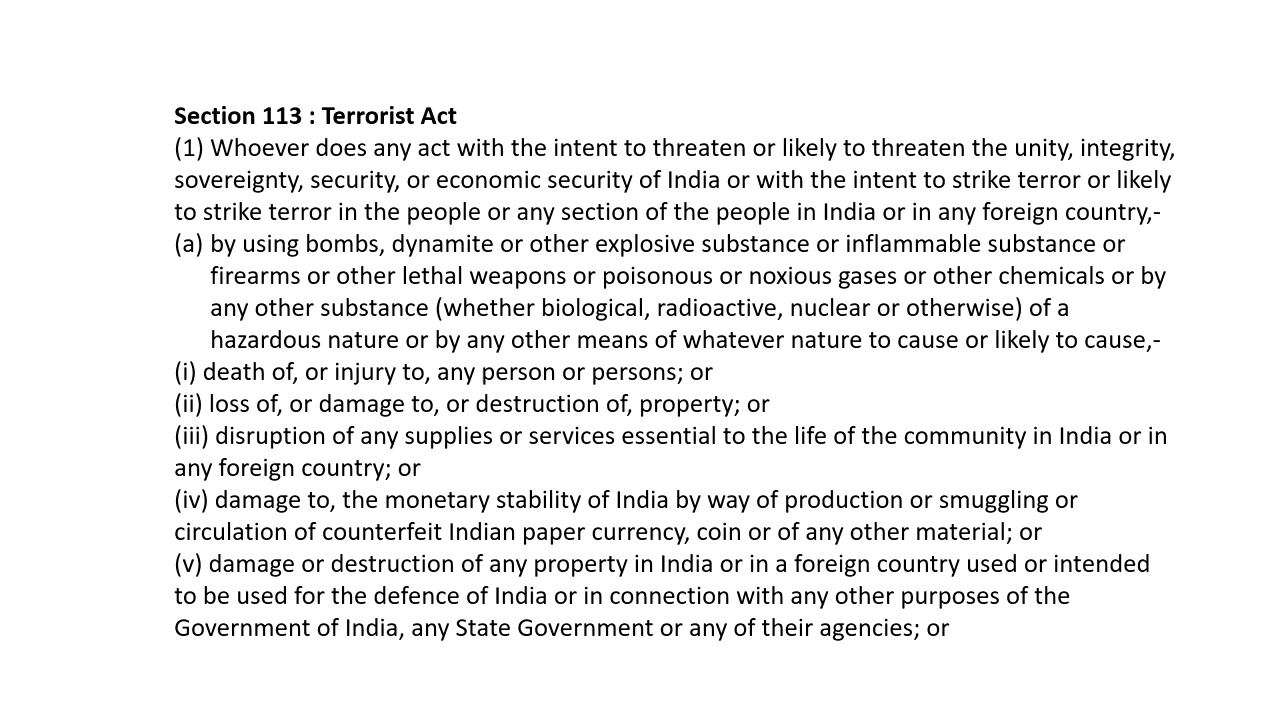 Section 113 : Terrorist Act
(1) Whoever does any act with the intent to threaten or likely to threaten the unity, integrity,
sovereignty, security, or economic security of India or with the intent to strike terror or likely
to strike terror in the people or any section of the people in India or in any foreign country,-
(a) by using bombs, dynamite or other explosive substance or inflammable substance or
firearms or other lethal weapons or poisonous or noxious gases or other chemicals or by
any other substance (whether biological, radioactive, nuclear or otherwise) of a
hazardous nature or by any other means of whatever nature to cause or likely to cause,-
(i) death of, or injury to, any person or persons; or
(ii) loss of, or damage to, or destruction of, property; or
(iii) disruption of any supplies or services essential to the life of the community in India or in
any foreign country; or
(iv) damage to, the monetary stability of India by way of production or smuggling or
circulation of counterfeit Indian paper currency, coin or of any other material; or
(v) damage or destruction of any property in India or in a foreign country used or intended
to be used for the defence of India or in connection with any other purposes of the
Government of India, any State Government or any of their agencies; or